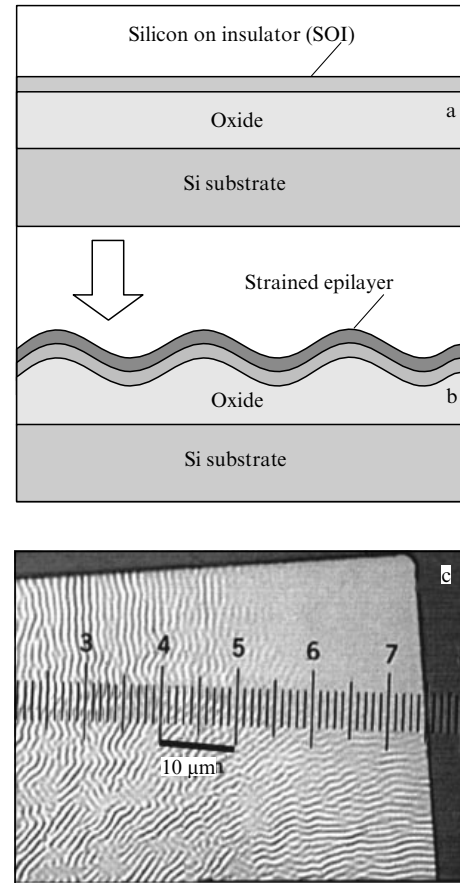 Silicon on insulator (SOI)
a
Oxide
Si substrate
Strained epilayer
b
Oxide
Si substrate
c
3 4 5 6 7
10 μm